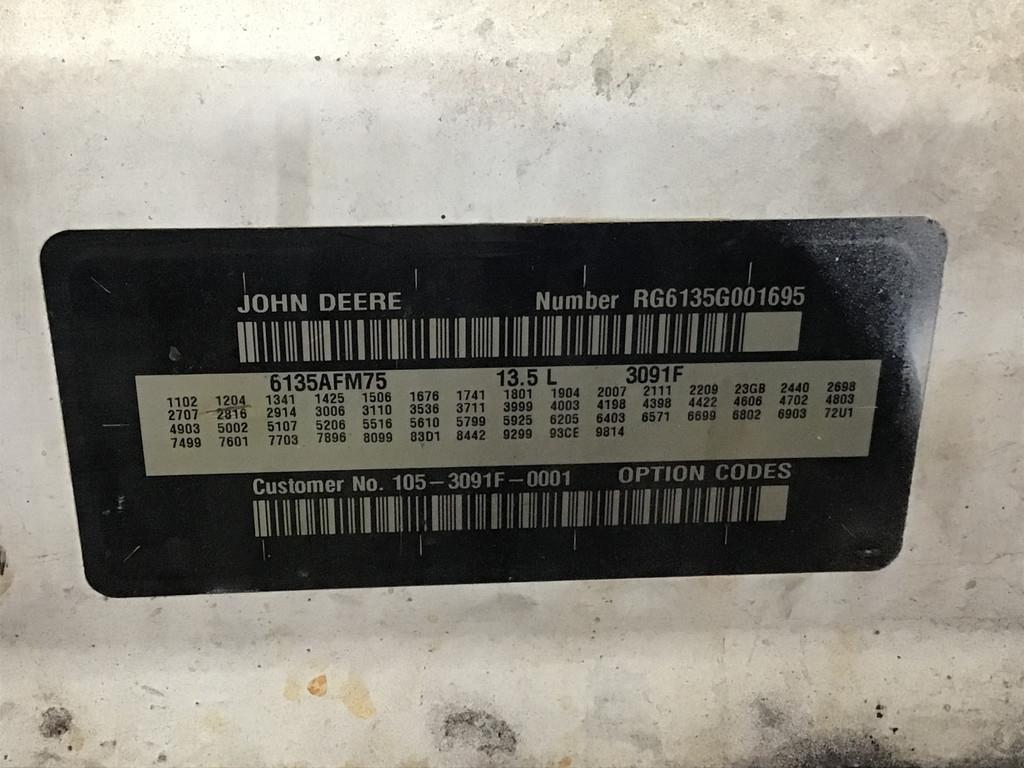 JOHN DEERE Number RG6135G001695
6135AFM75 13.5 L 3091F
1102 1204 1341 1425 1506 1676 1741 1801 1904 2007 2111 2209 23GB 2440 2698
2707 2816 2914 3006 3110 3536 3711 3999 4003 4198 4398 4422 4606 4702 4803
4903 5002 5107 5206 5516 5610 5799 5925 6205 6403 6571 6699 6802 6903 72U1
7499 7601 7703 7896 8099 83D1 8442 9299 93CE 9814
Customer No. 105-3091F-0001 OPTION CODES